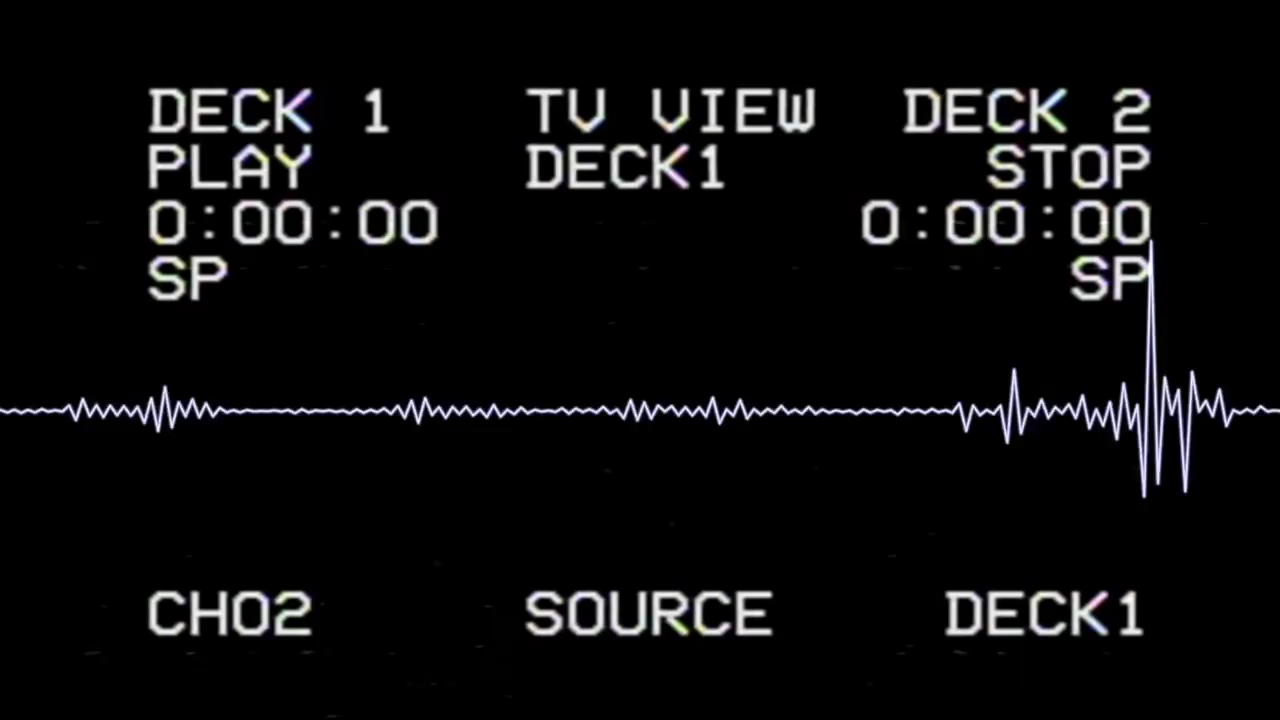 DECK 1 TV VIEW DECK 2
PLAY DECK1 STOP
0:00:00 0:00:00
SP SP
CH02 SOURCE DECK1